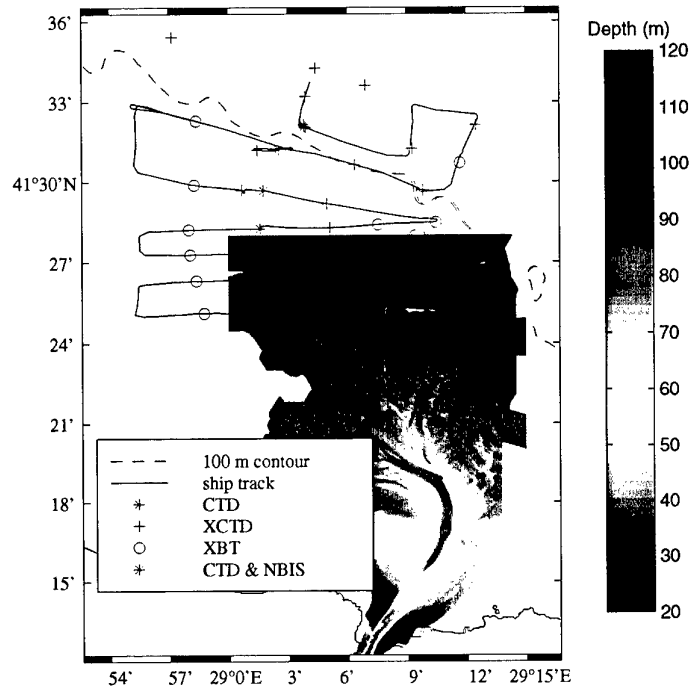 36'
33'
41°30'N
27'
24'
21'
18'
15'
54'
57'
29°0'E
3'
6'
9'
12'
29°15'E
100 m contour
ship track
CTD
XCTD
XBT
CTD & NBIS
Depth (m)
120
110
100
90
80
70
60
50
40
30
20